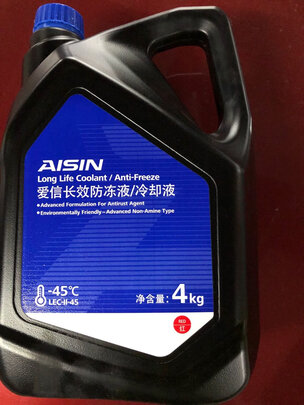 AISIN
Long Life Coolant / Anti-Freeze
爱信长效防冻液/冷却液
Advanced Formulation For Antirust Agent
Environmentally Friendly-Advanced Non-Amine Type
-45℃
LEC-II-45
净含量: 4kg
RED
红